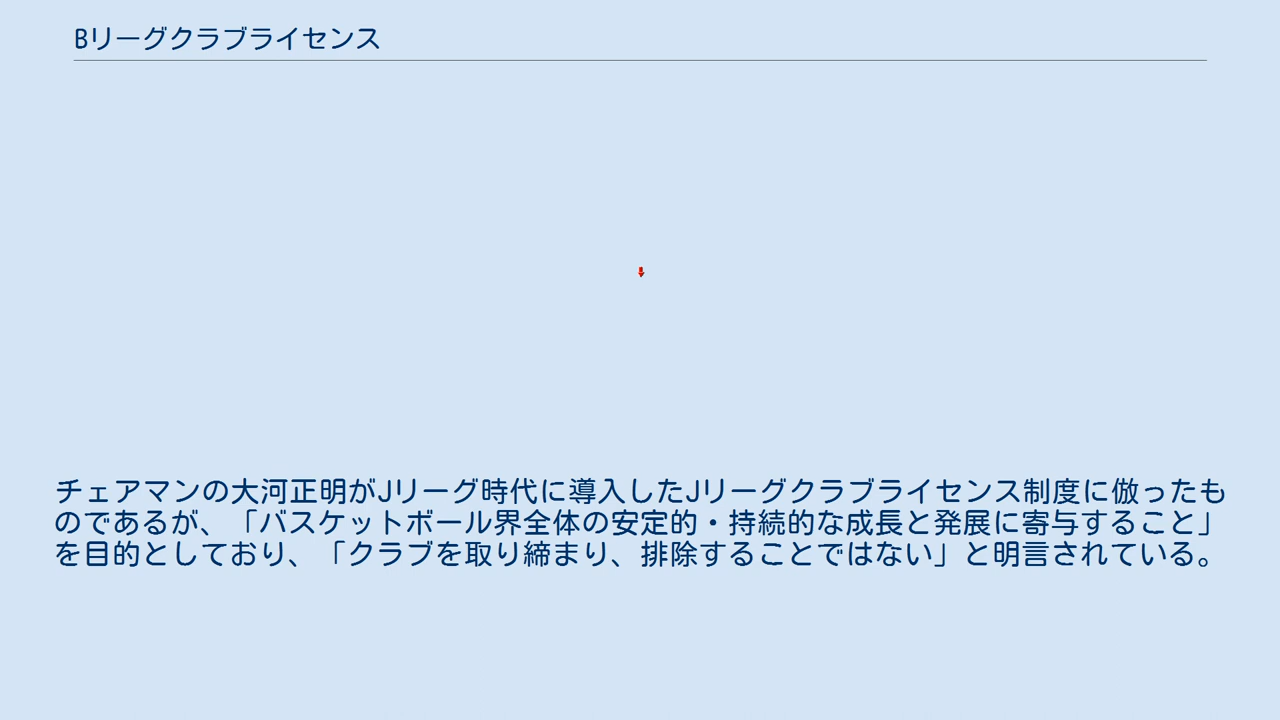 Bリーグクラブライセンス
チェアマンの大河正明がJリーグ時代に導入したJリーグクラブライセンス制度に倣ったも
のであるが、「バスケットボール界全体の安定的・持続的な成長と発展に寄与すること」
を目的としており、「クラブを取り締まり、排除することではない」と明言されている。